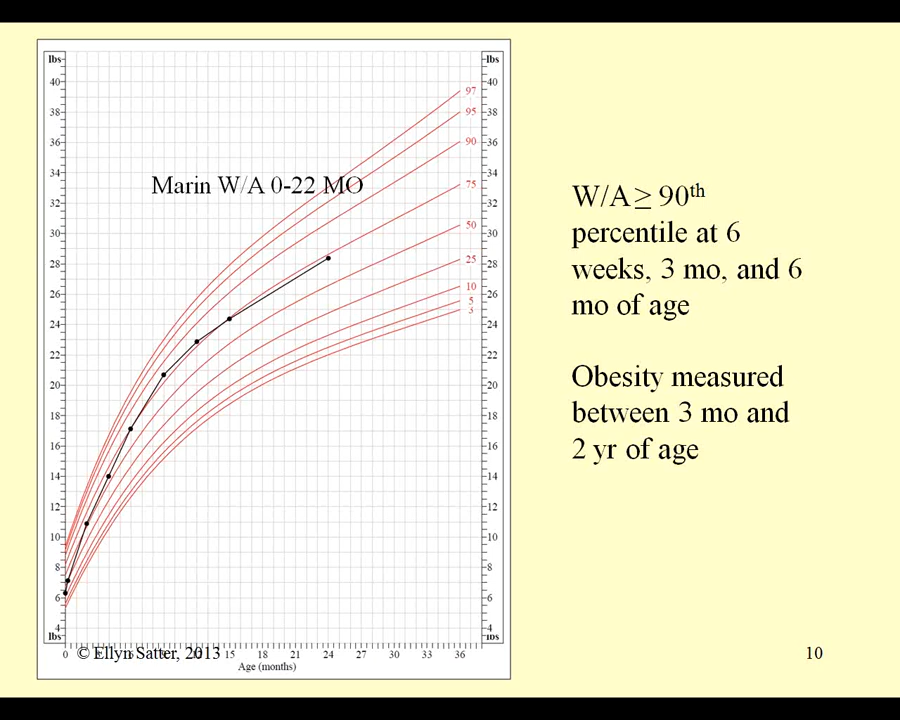 lbs lbs
97
40 40
95
38 38
36 90 36
34 Marin W/A 0-22 MO 75 34
32 32
30 50 30
28 25 28
26 10 26
5
3
24 24
22 22
20 20
18 18
16 16
14 14
12 12
10 10
8 8
6 6
4 4
lbs lbs
0 3 6 9 12 15 18 21 24 27 30 33 36
© Ellyn Satter, 2013
Age (months)
W/A ≥ 90th
percentile at 6
weeks, 3 mo, and 6
mo of age
Obesity measured
between 3 mo and
2 yr of age
10